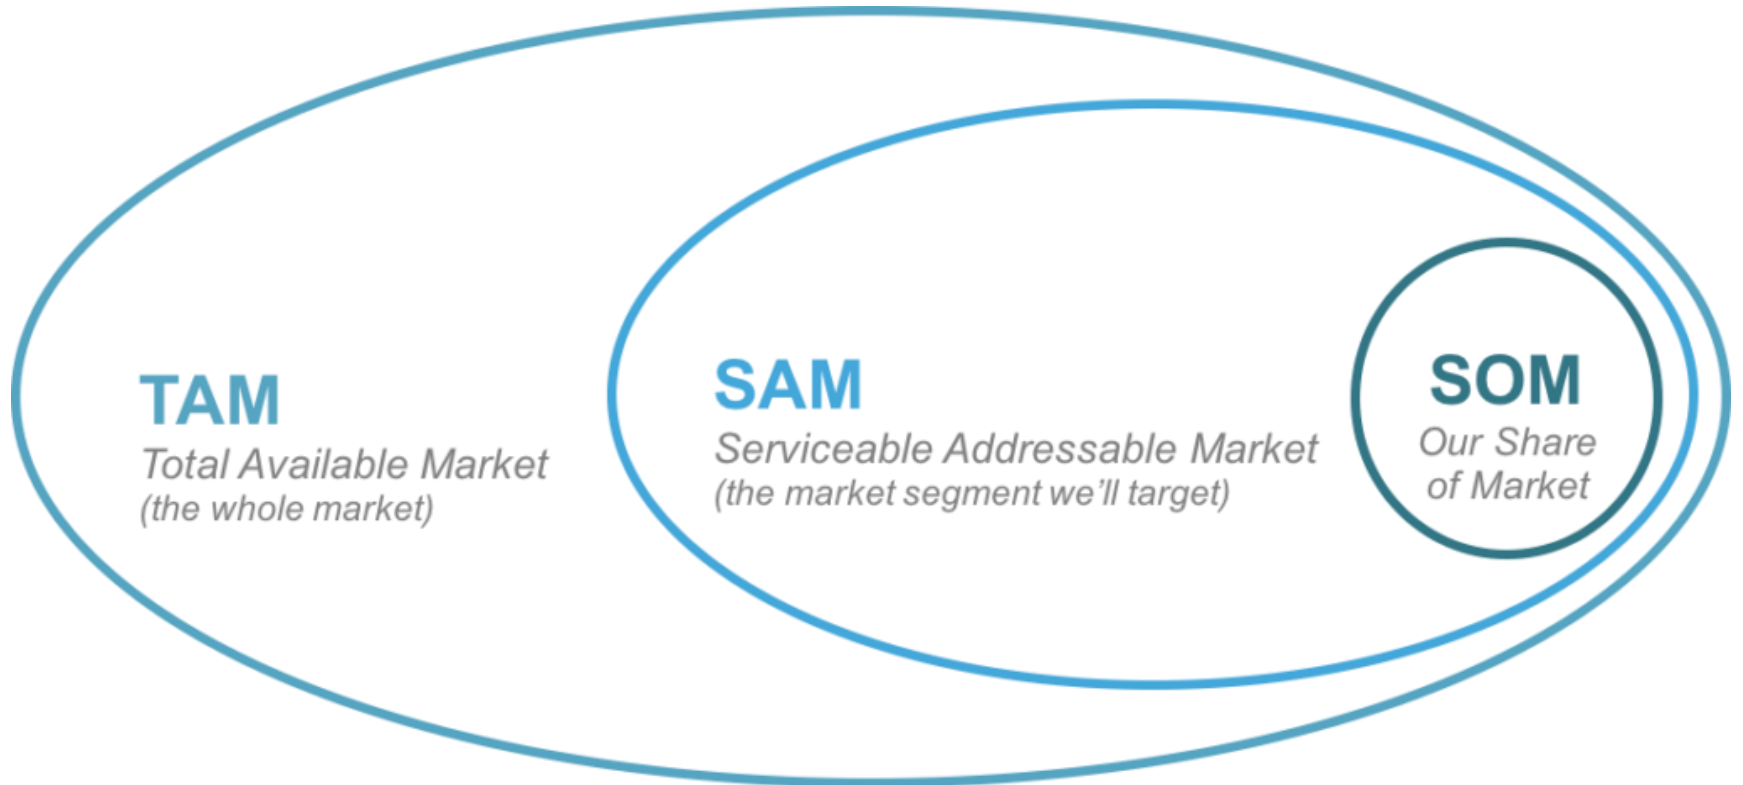 TAM
Total Available Market
(the whole market)
SAM
Serviceable Addressable Market
(the market segment we’ll target)
SOM
Our Share
of Market